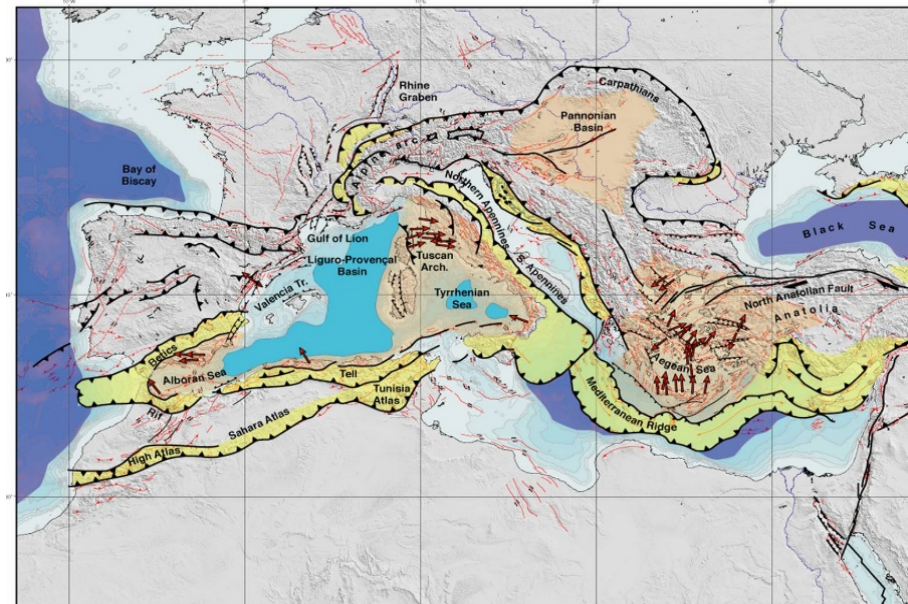 Rhine
Graben
Carpathians
Pannonian
Basin
Alpine arc
Bay of
Biscay
Northern Apennines
Black Sea
Gulf of Lion
Tuscan
Arch.
Liguro-Provençal
Basin
S. Apennines
Valencia Tr.
Tyrrhenian
Sea
North Anatolian Fault
Anatolia
Betics
Aegean Sea
Alboran Sea
Tell
Tunisia
Atlas
Mediterranean Ridge
Rif
Sahara Atlas
High Atlas